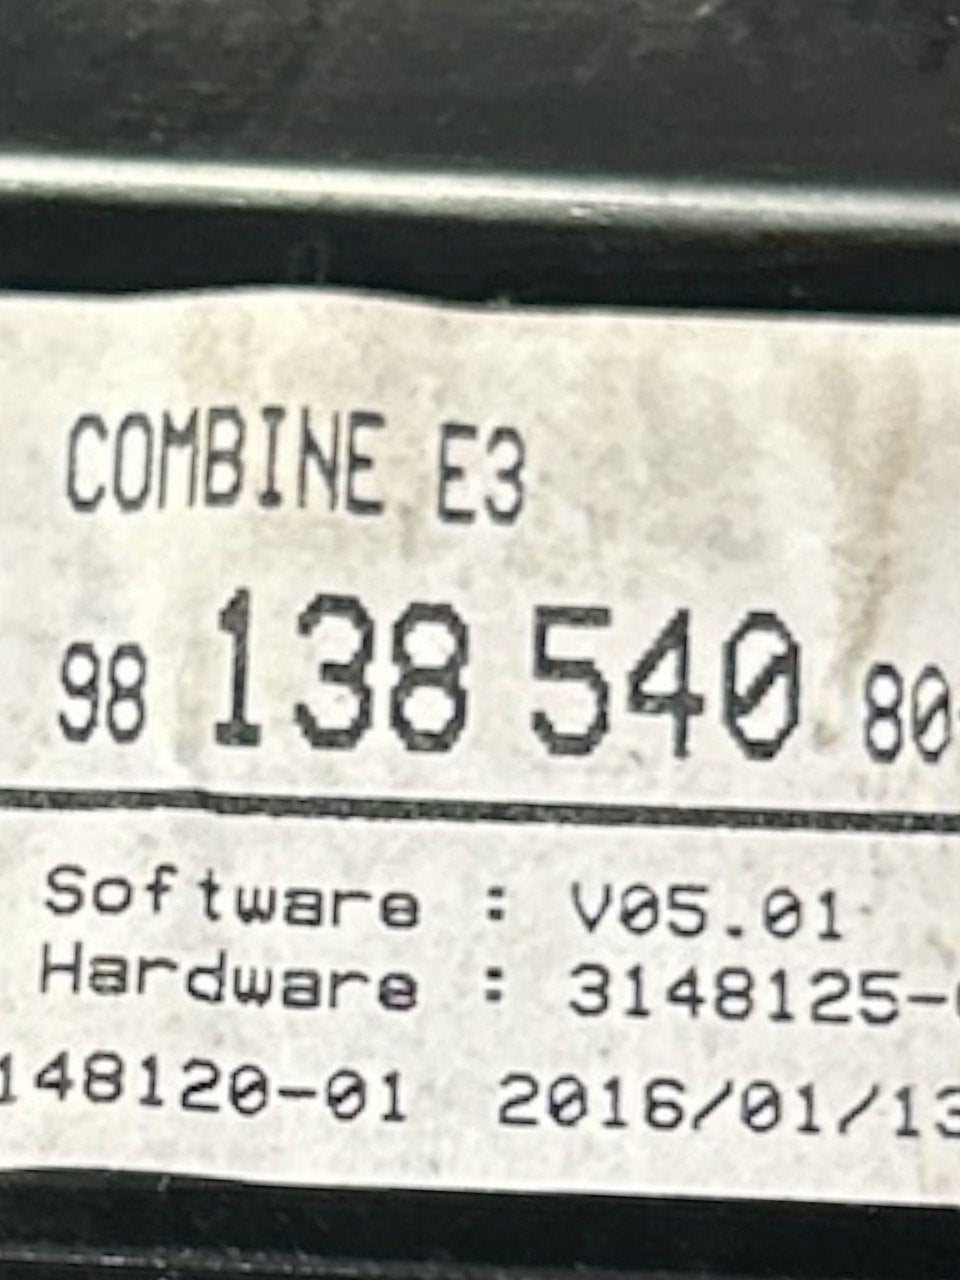 COMBINE E3
98 138 540 80
Software : V05.01
Hardware : 3148125-
148120-01 2016/01/13